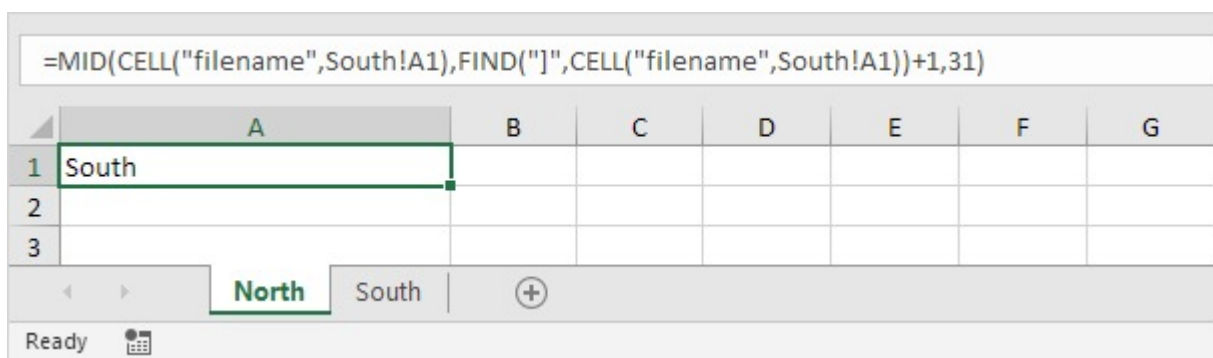 =MID(CELL("filename",South!A1),FIND("]",CELL("filename",South!A1))+1,31)
A B C D E F G
1 South
2
3
North South
Ready